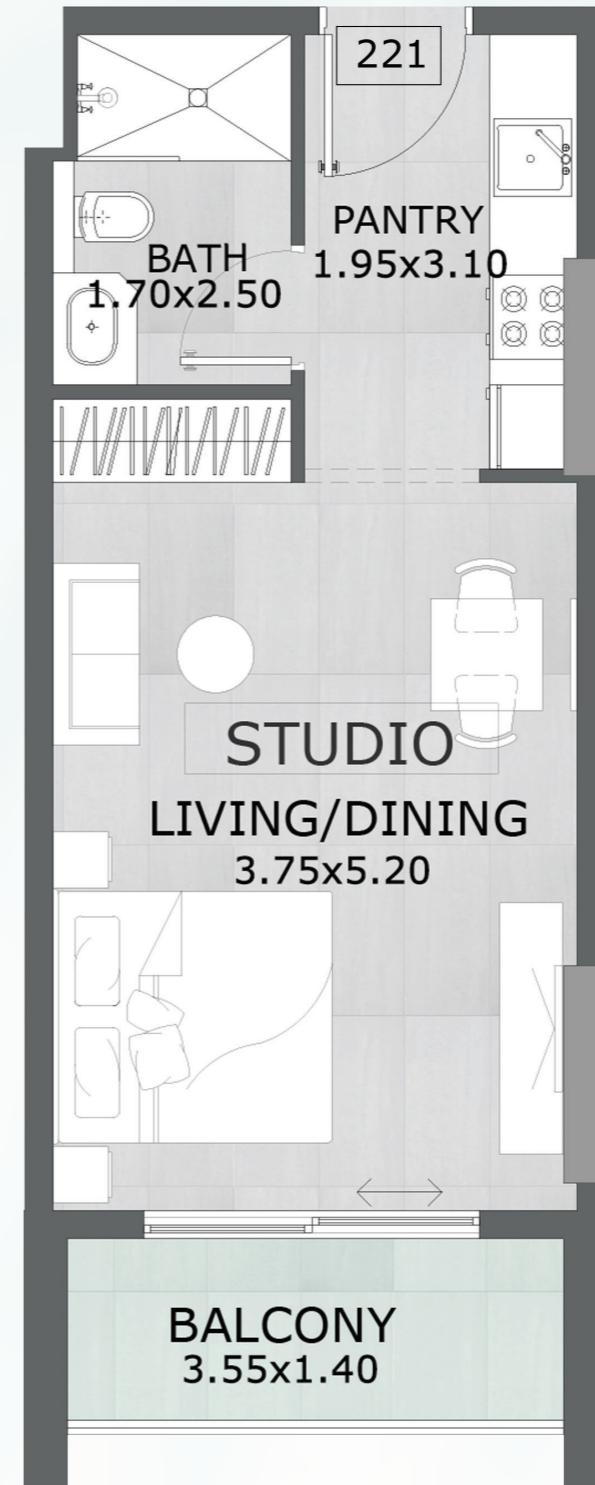 221
PANTRY
1.95x3.10
BATH
1.70x2.50
STUDIO
LIVING/DINING
3.75x5.20
BALCONY
3.55x1.40